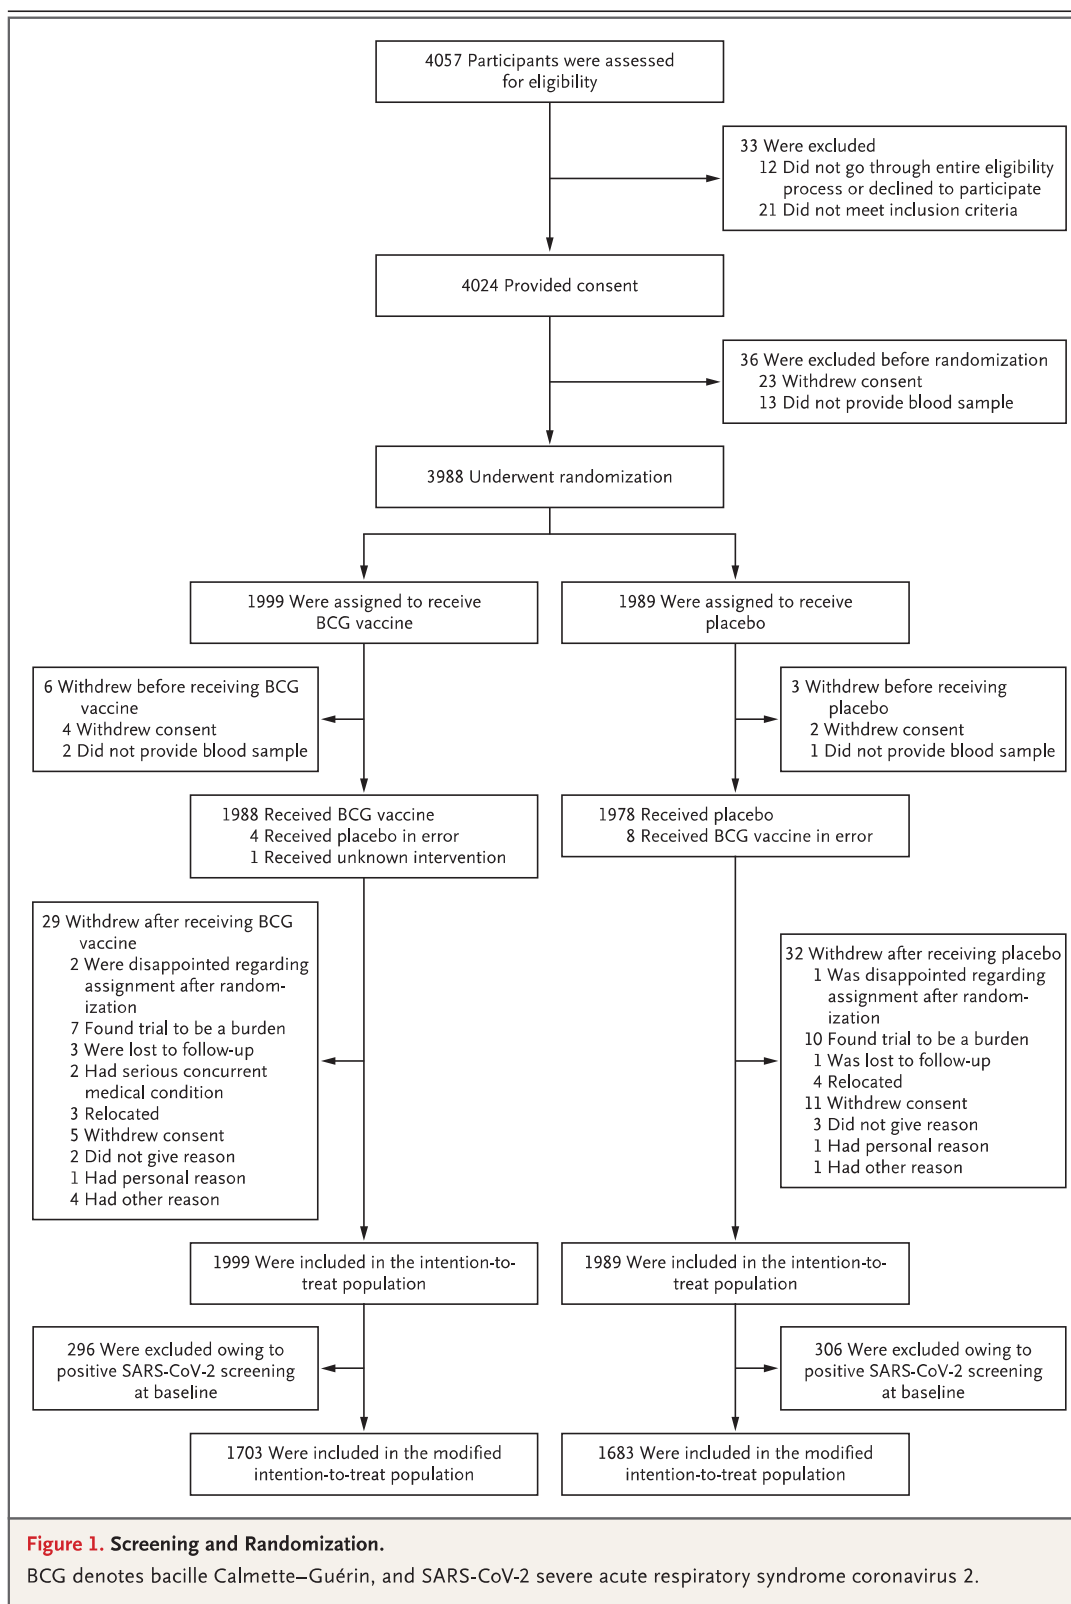 4057 Participants were assessed
for eligibility
33 Were excluded
12 Did not go through entire eligibility
process or declined to participate
21 Did not meet inclusion criteria
4024 Provided consent
36 Were excluded before randomization
23 Withdrew consent
13 Did not provide blood sample
3988 Underwent randomization
1999 Were assigned to receive
BCG vaccine
1989 Were assigned to receive
placebo
6 Withdrew before receiving BCG
vaccine
4 Withdrew consent
2 Did not provide blood sample
3 Withdrew before receiving
placebo
2 Withdrew consent
1 Did not provide blood sample
1988 Received BCG vaccine
4 Received placebo in error
1 Received unknown intervention
1978 Received placebo
8 Received BCG vaccine in error
29 Withdrew after receiving BCG
vaccine
2 Were disappointed regarding
assignment after random-
ization
7 Found trial to be a burden
3 Were lost to follow-up
2 Had serious concurrent
medical condition
3 Relocated
5 Withdrew consent
2 Did not give reason
1 Had personal reason
4 Had other reason
32 Withdrew after receiving placebo
1 Was disappointed regarding
assignment after random-
ization
10 Found trial to be a burden
1 Was lost to follow-up
4 Relocated
11 Withdrew consent
3 Did not give reason
1 Had personal reason
1 Had other reason
1999 Were included in the intention-to-
treat population
1989 Were included in the intention-to-
treat population
296 Were excluded owing to
positive SARS-CoV-2 screening
at baseline
306 Were excluded owing to
positive SARS-CoV-2 screening
at baseline
1703 Were included in the modified
intention-to-treat population
1683 Were included in the modified
intention-to-treat population
Figure 1. Screening and Randomization.
BCG denotes bacille Calmette–Guérin, and SARS-CoV-2 severe acute respiratory syndrome coronavirus 2.